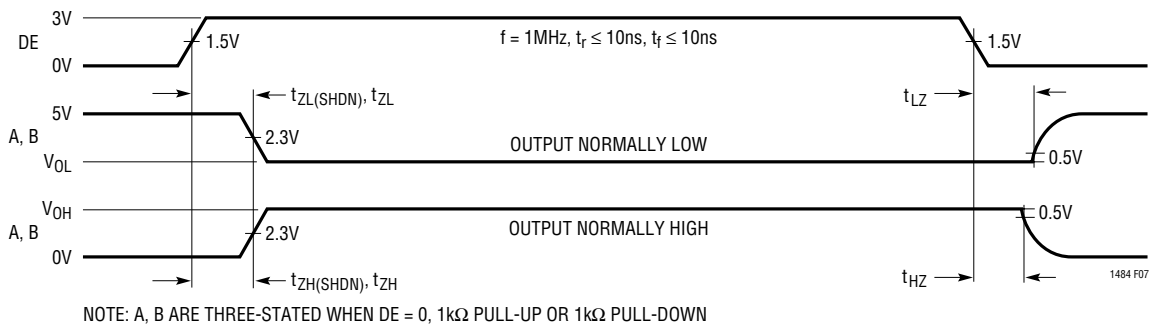 3V
DE
1.5V
f = 1MHz, tr ≤ 10ns, tf ≤ 10ns
1.5V
0V
tZL(SHDN), tZL
tLZ
5V
A, B
2.3V
OUTPUT NORMALLY LOW
0.5V
VOL
VOH
0.5V
A, B
2.3V
OUTPUT NORMALLY HIGH
0V
tZH(SHDN), tZH
tHZ
1484 F07
NOTE: A, B ARE THREE-STATED WHEN DE = 0, 1kΩ PULL-UP OR 1kΩ PULL-DOWN